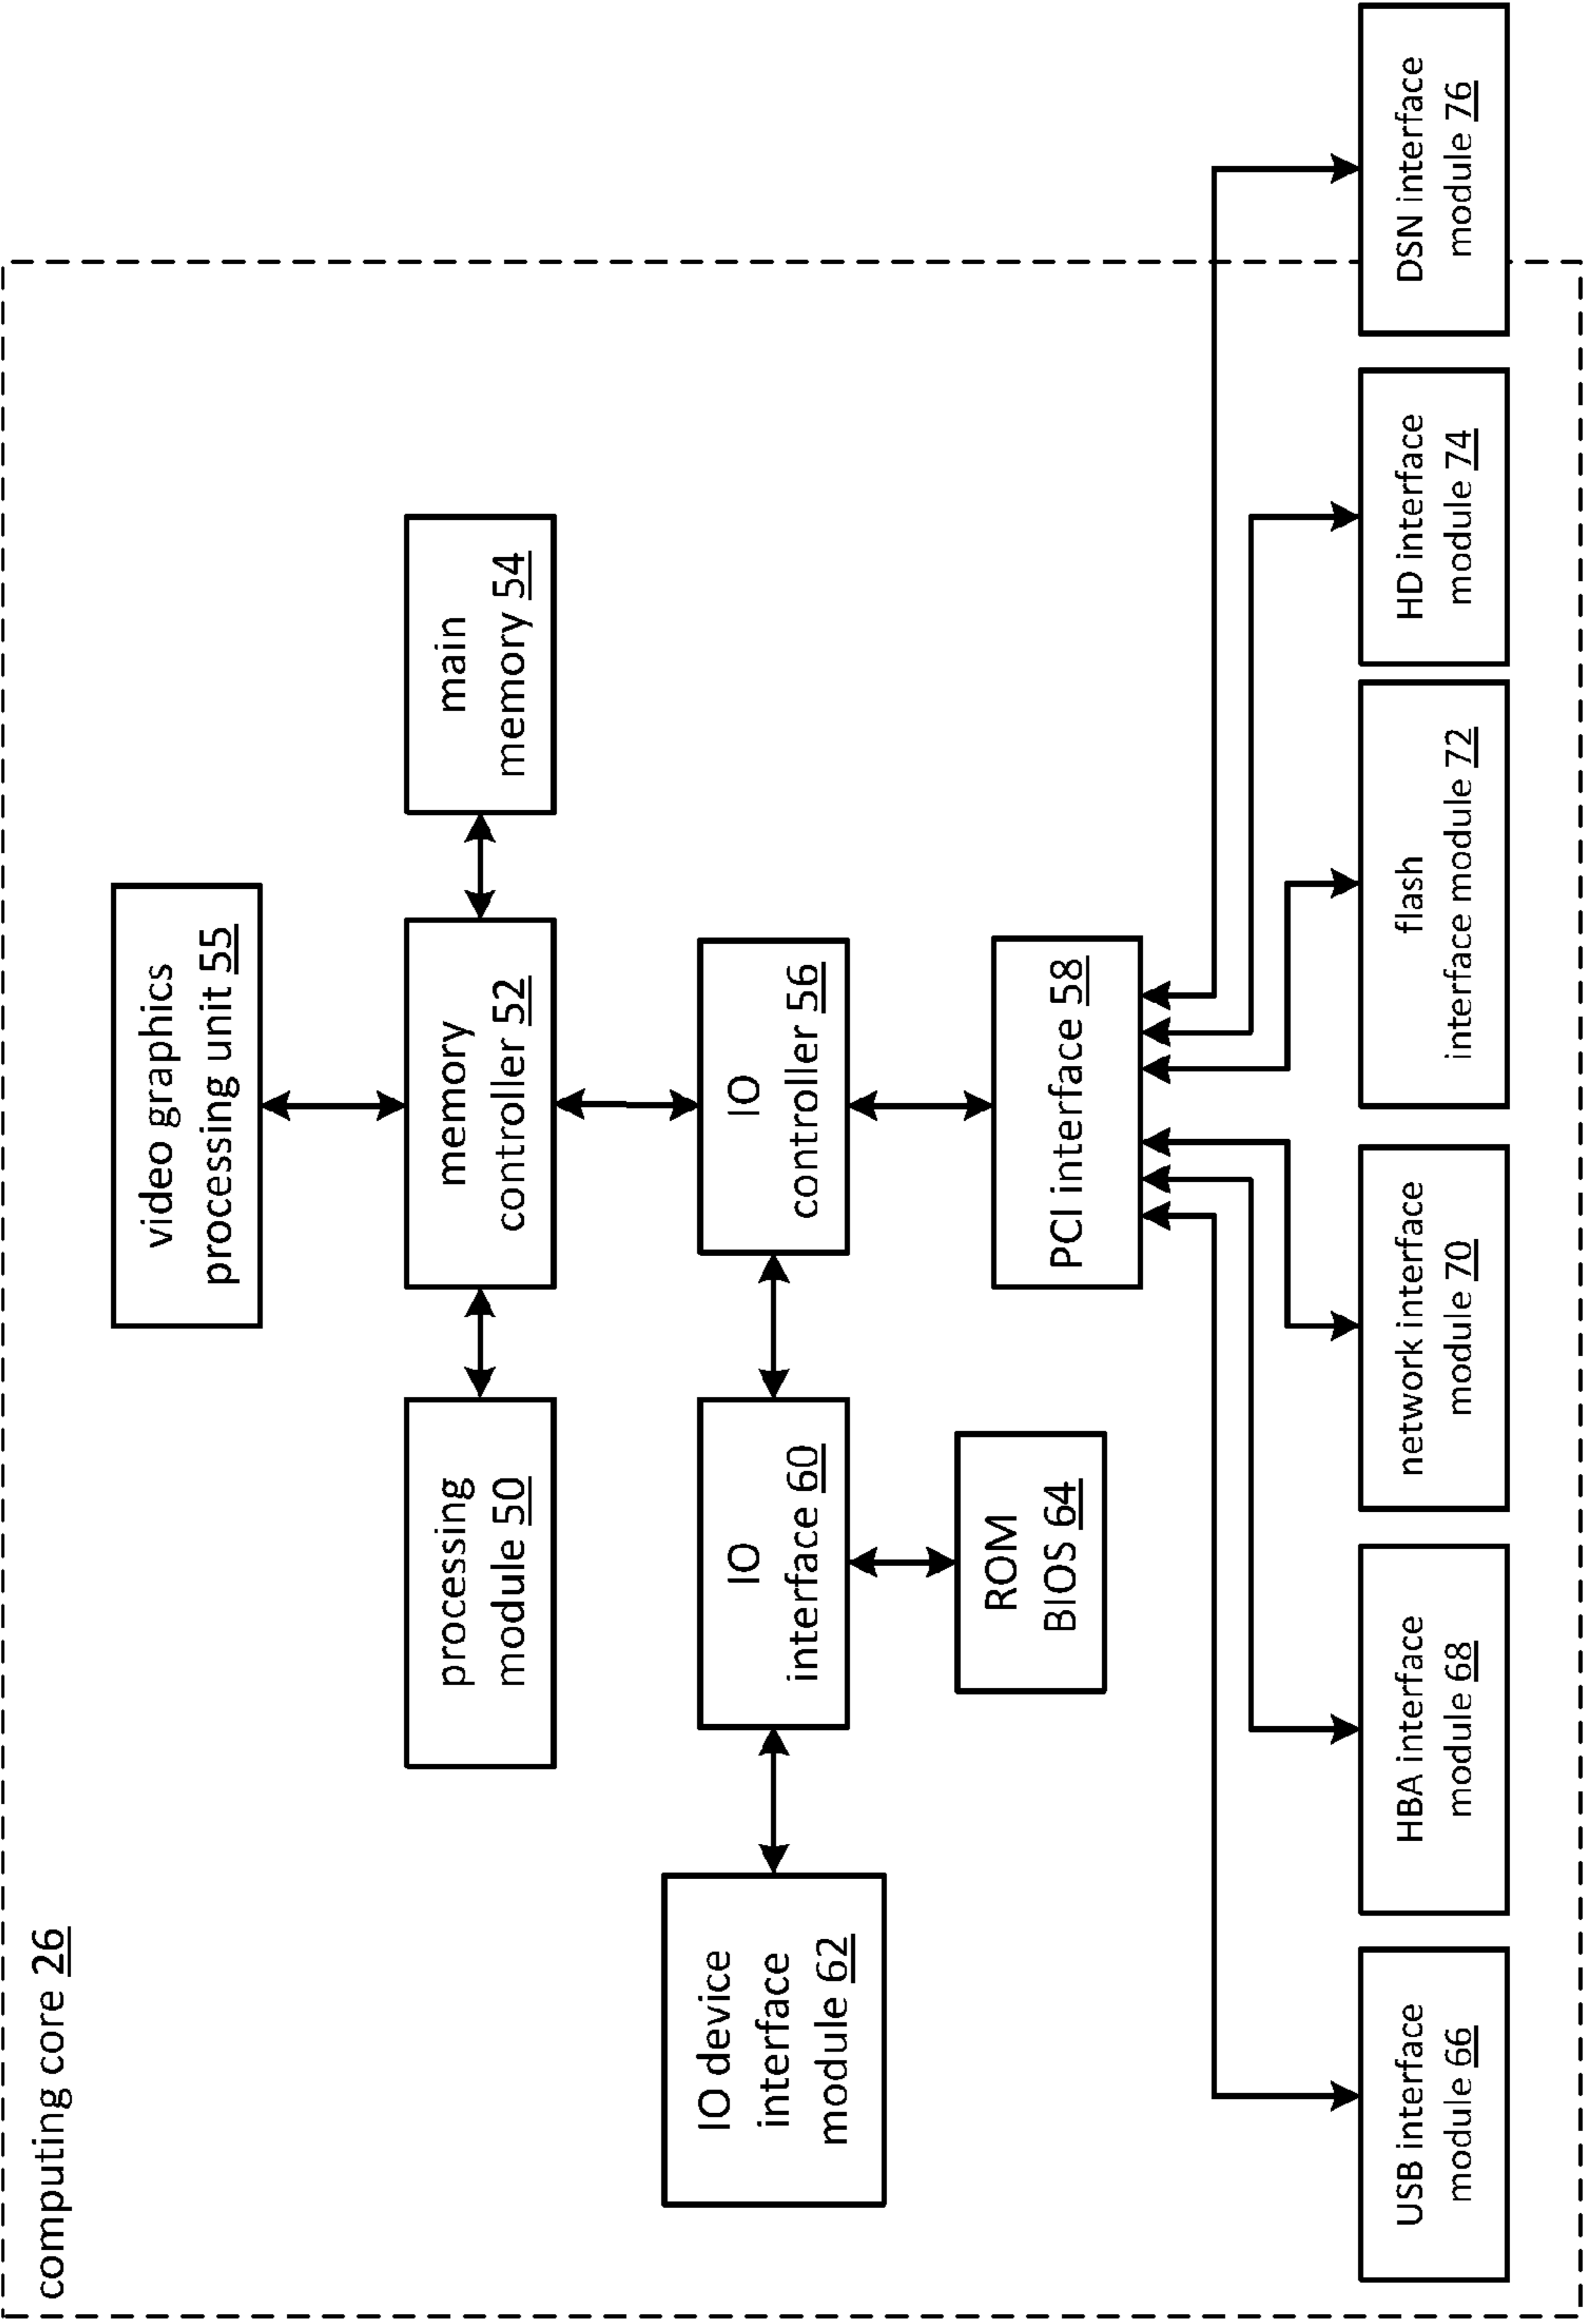 computing core 26
video graphics
processing unit 55
processing
module 50
memory
controller 52
main
memory 54
IO device
interface
module 62
IO
interface 60
IO
controller 56
ROM
BIOS 64
PCI interface 58
USB interface
module 66
HBA interface
module 68
network interface
module 70
flash
interface module 72
HD interface
module 74
DSN interface
module 76